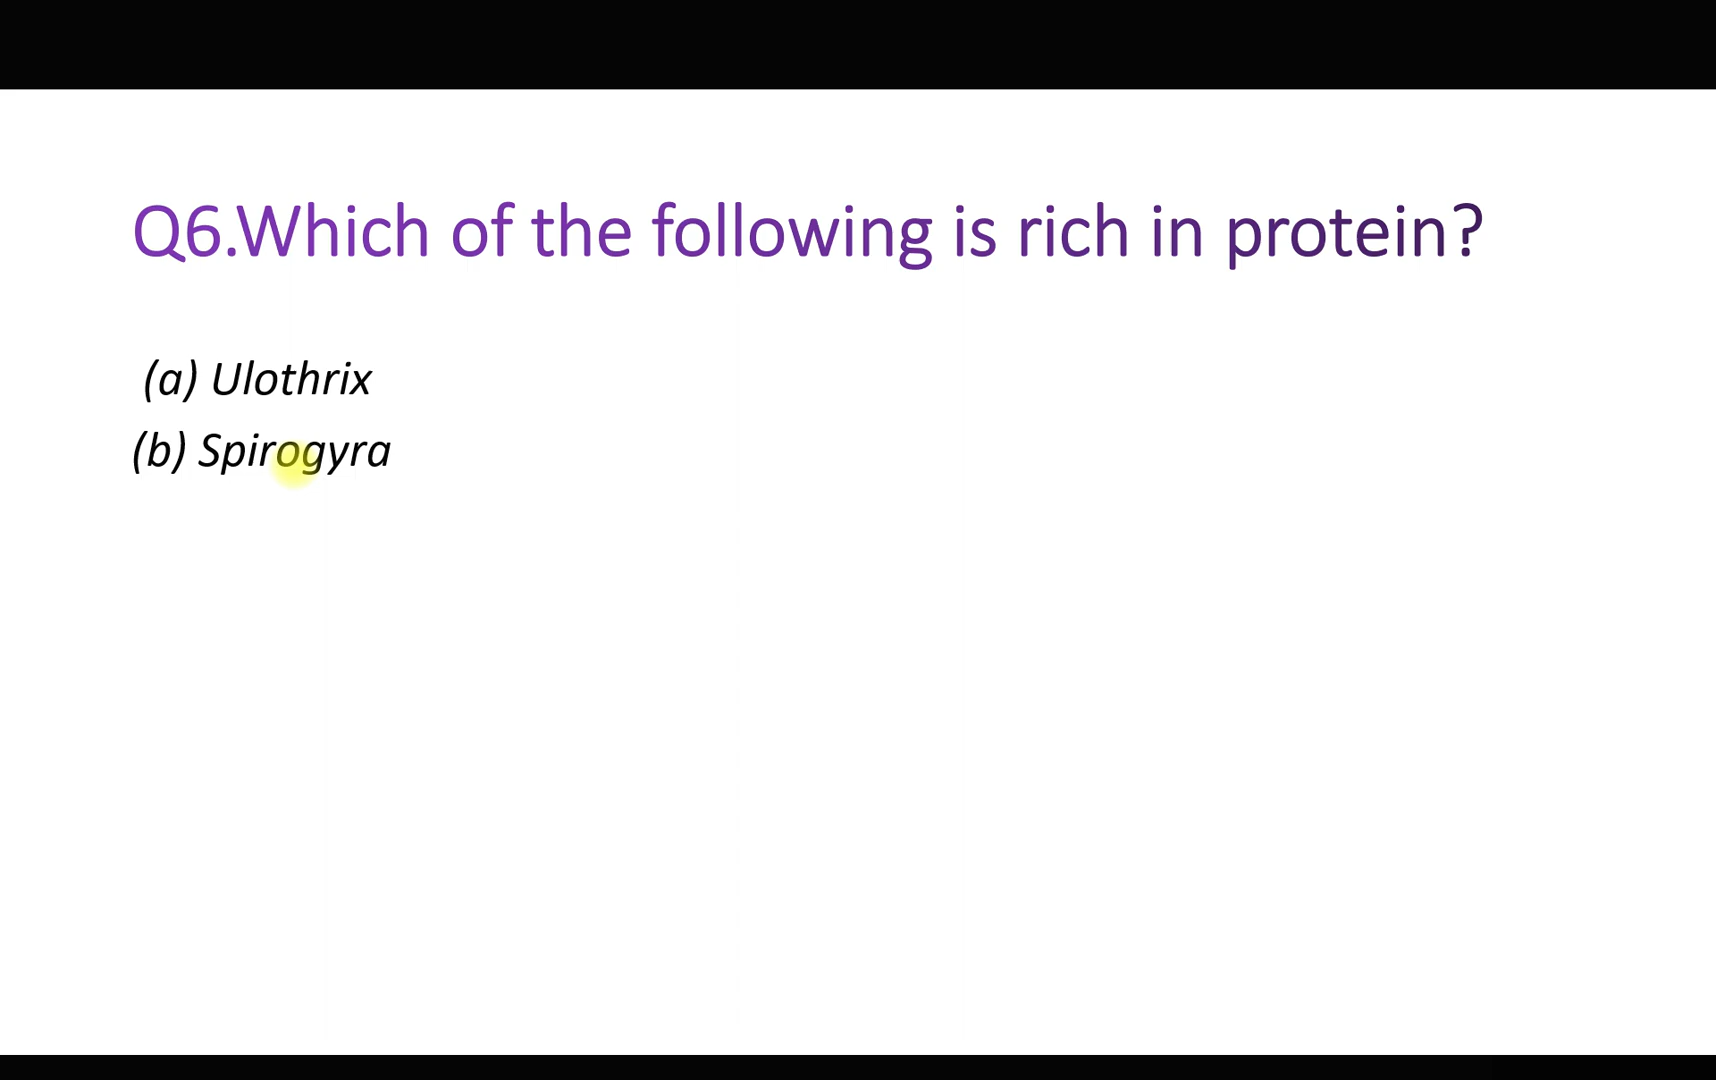 Q6.Which of the following is rich in protein?
(a) Ulothrix
(b) Spirogyra